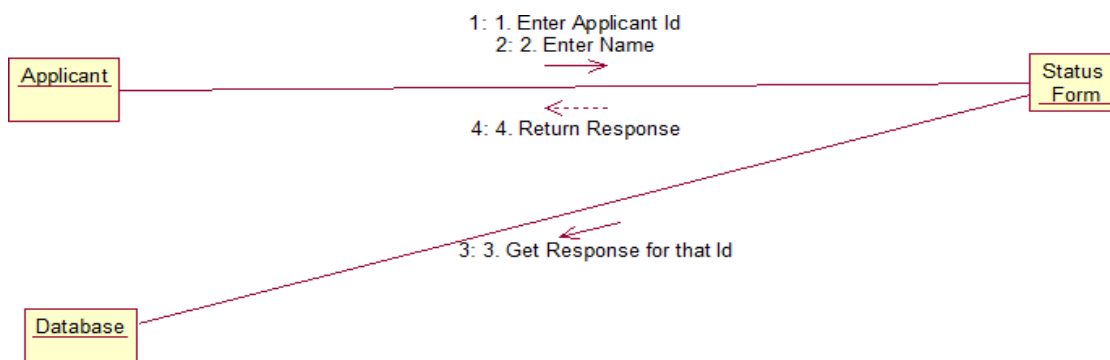 1: 1. Enter Applicant Id
2: 2. Enter Name
Applicant
Status
Form
4: 4. Return Response
3: 3. Get Response for that Id
Database